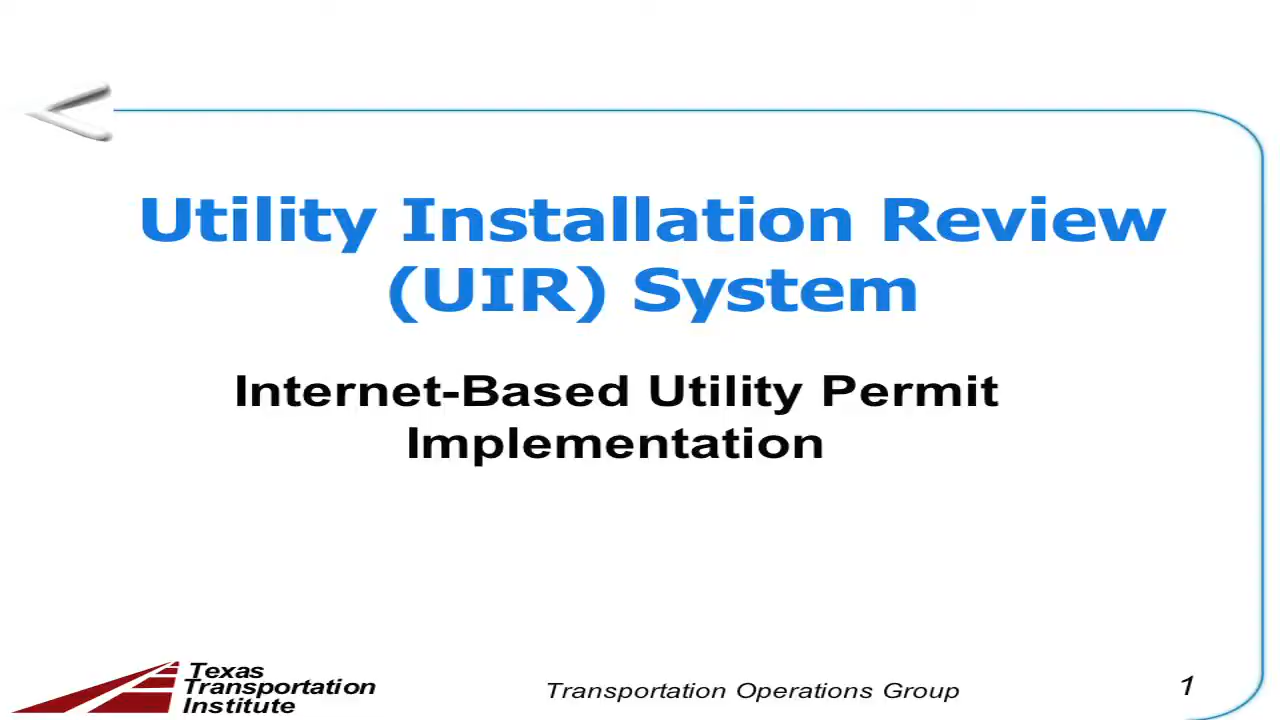 Utility Installation Review
(UIR) System
Internet-Based Utility Permit
Implementation
Texas
Transportation
Institute
Transportation Operations Group
1